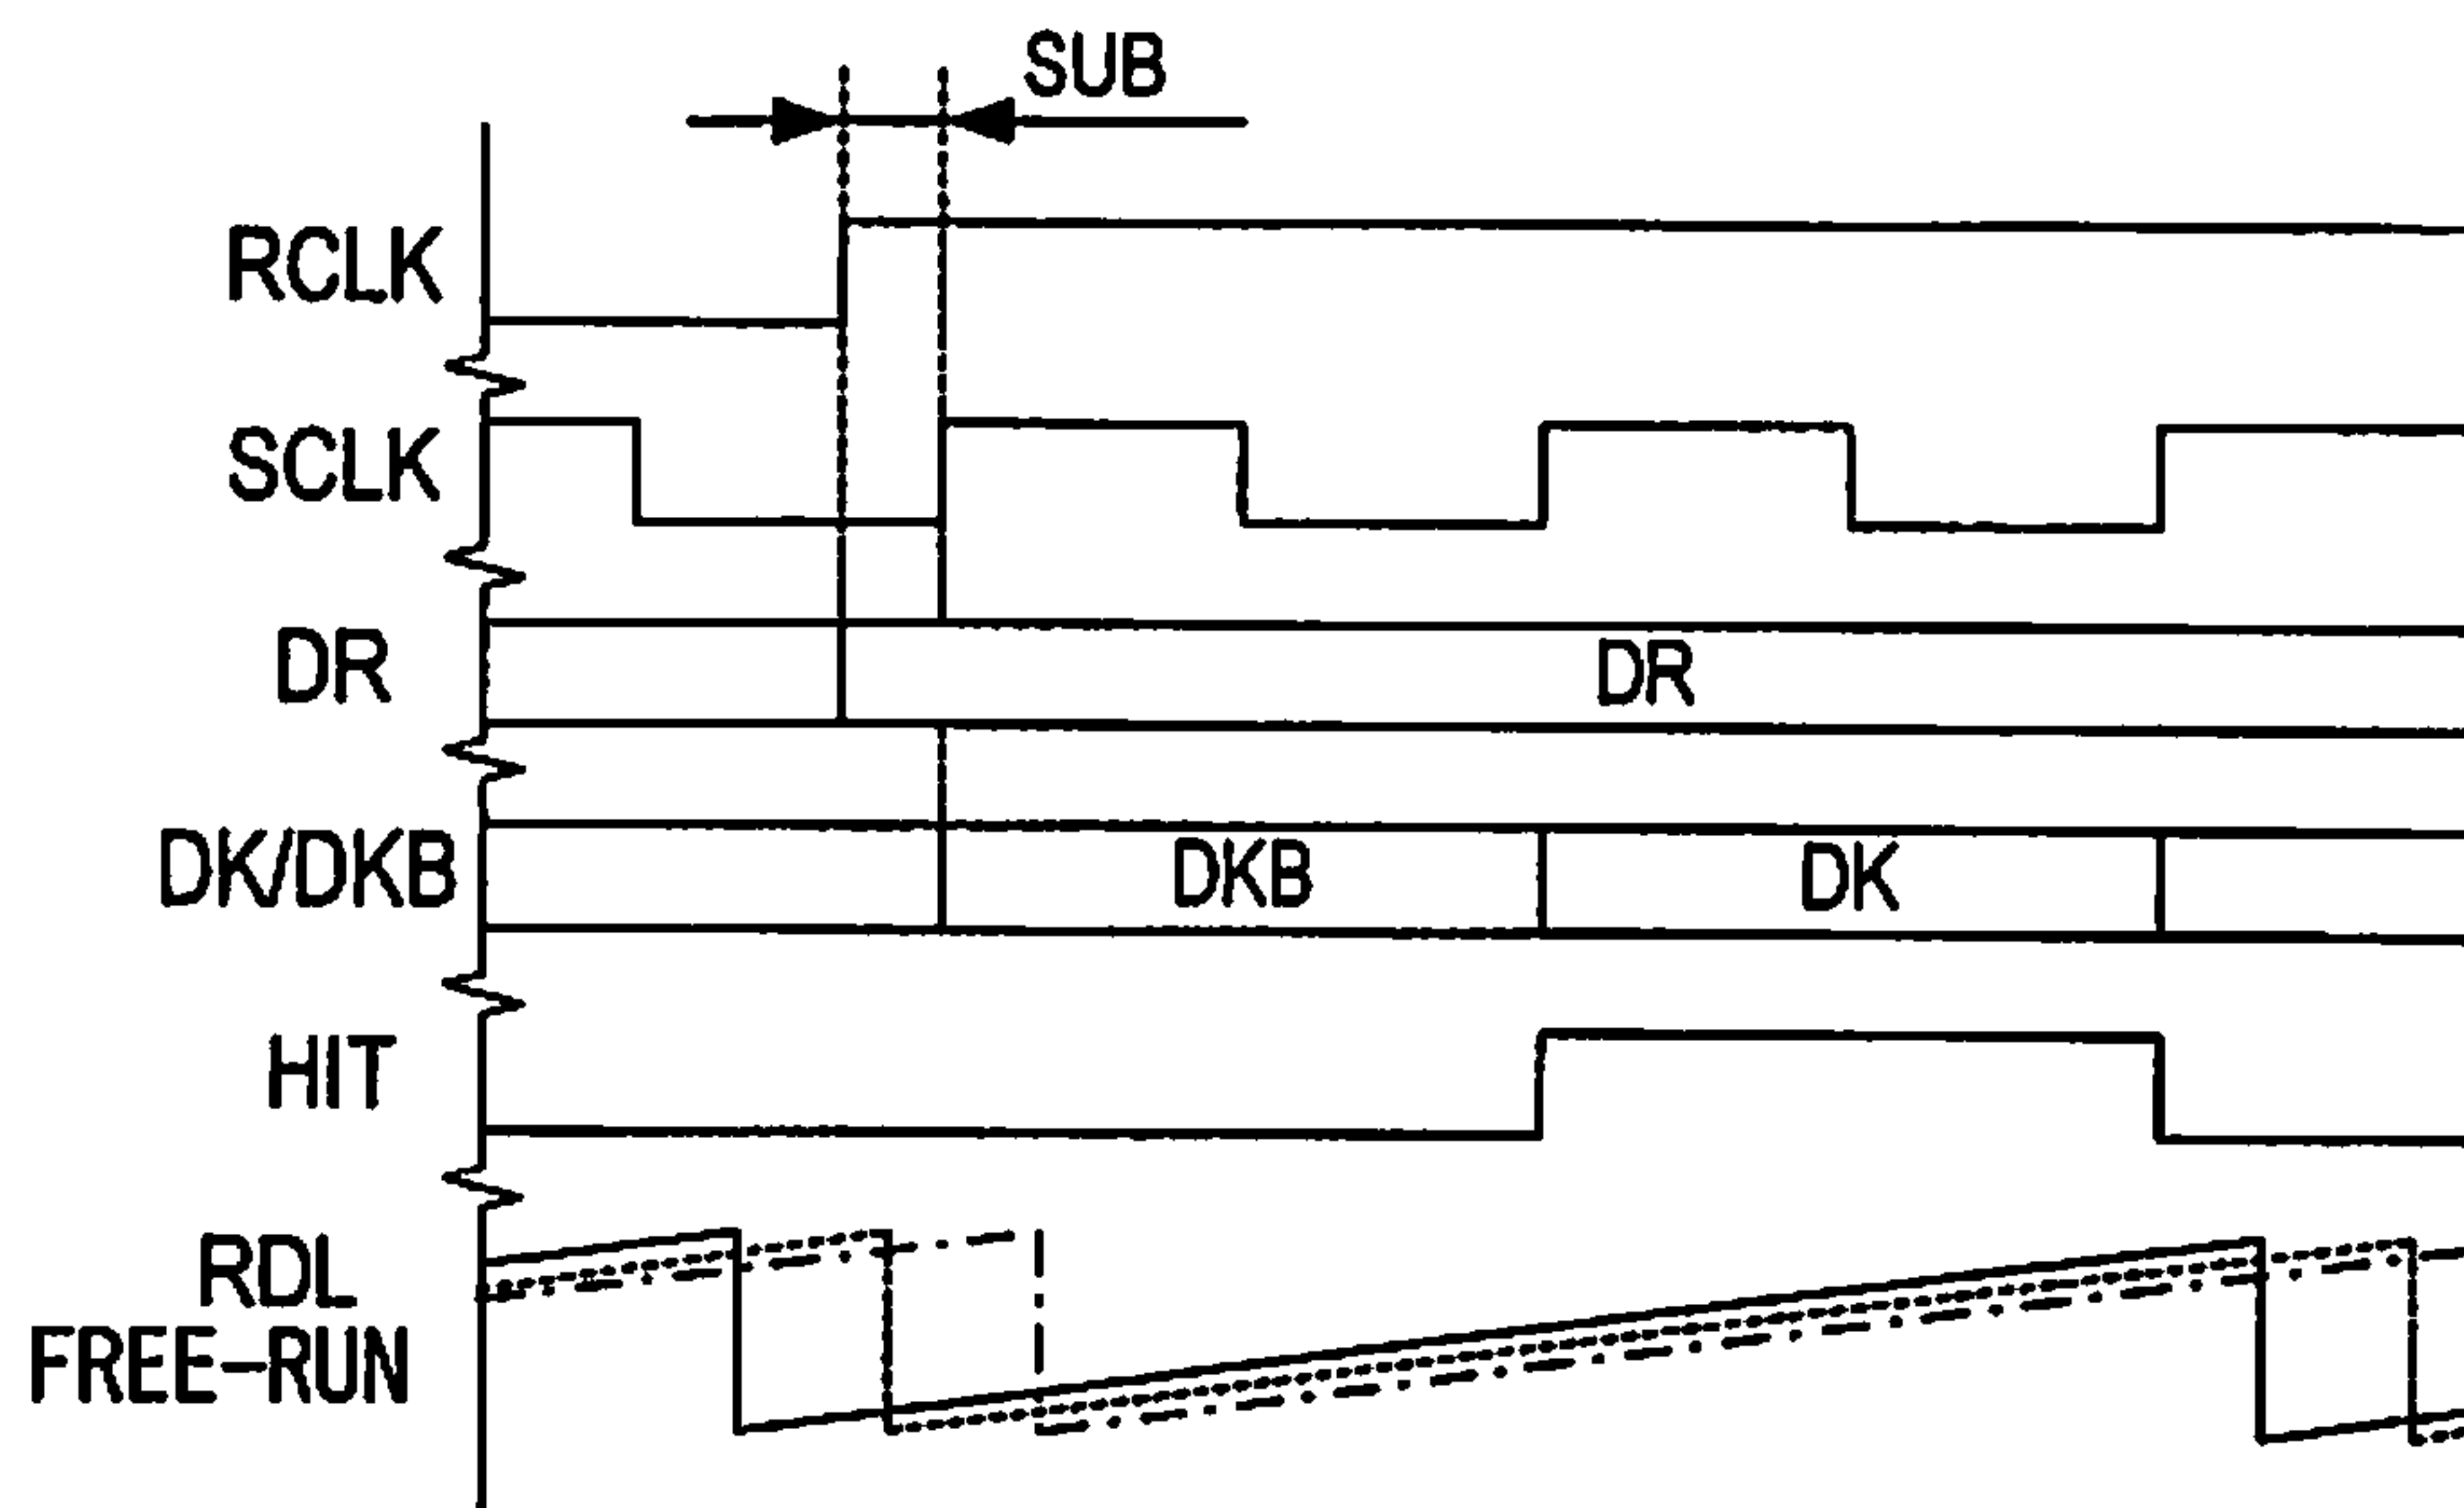 SUB
RCLK
SCLK
DR
DR
DK/DKB
DKB
DK
HIT
RDL
FREE-RUN